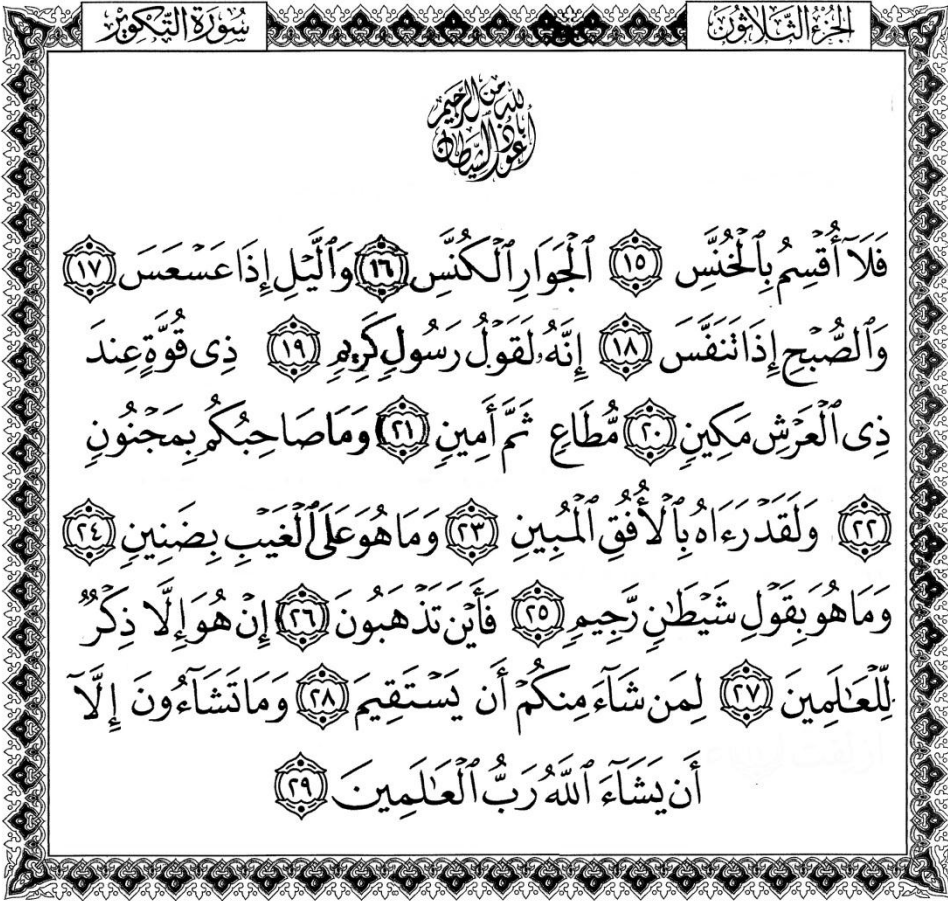 الجزء الثلاثون
سورة التكوير
أعوذ بالله من الشيطان الرجيم
فَلَآ أُقْسِمُ بِٱلْخُنَّسِ ١٥ ٱلْجَوَارِ ٱلْكُنَّسِ ١٦ وَٱلَّيْلِ إِذَا عَسْعَسَ ١٧
وَٱلصُّبْحِ إِذَا تَنَفَّسَ ١٨ إِنَّهُۥ لَقَوْلُ رَسُولٍ كَرِيمٍ ١٩ ذِى قُوَّةٍ عِندَ
ذِى ٱلْعَرْشِ مَكِينٍ ٢٠ مُّطَاعٍ ثَمَّ أَمِينٍ ٢١ وَمَا صَاحِبُكُم بِمَجْنُونٍ
٢٢ وَلَقَدْ رَءَاهُ بِٱلْأُفُقِ ٱلْمُبِينِ ٢٣ وَمَا هُوَ عَلَى ٱلْغَيْبِ بِضَنِينٍ ٢٤
وَمَا هُوَ بِقَوْلِ شَيْطَٰنٍ رَّجِيمٍ ٢٥ فَأَيْنَ تَذْهَبُونَ ٢٦ إِنْ هُوَ إِلَّا ذِكْرٌ
لِّلْعَٰلَمِينَ ٢٧ لِمَن شَآءَ مِنكُمْ أَن يَسْتَقِيمَ ٢٨ وَمَا تَشَآءُونَ إِلَّآ
أَن يَشَآءَ ٱللَّهُ رَبُّ ٱلْعَٰلَمِينَ ٢٩